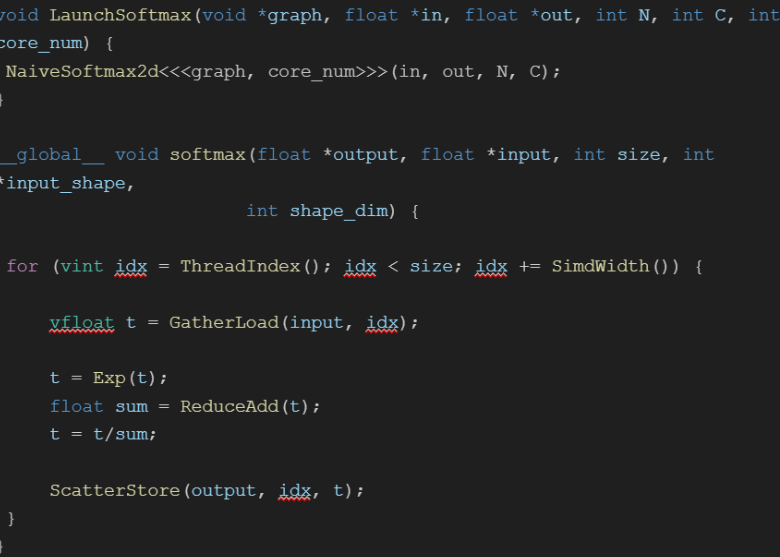 void LaunchSoftmax(void *graph, float *in, float *out, int N, int C, int
core_num) {
NaiveSoftmax2d<<<graph, core_num>>>(in, out, N, C);
}
__global__ void softmax(float *output, float *input, int size, int
*input_shape,
int shape_dim) {
for (vint idx = ThreadIndex(); idx < size; idx += SimdWidth()) {
vfloat t = GatherLoad(input, idx);
t = Exp(t);
float sum = ReduceAdd(t);
t = t/sum;
ScatterStore(output, idx, t);
}
}